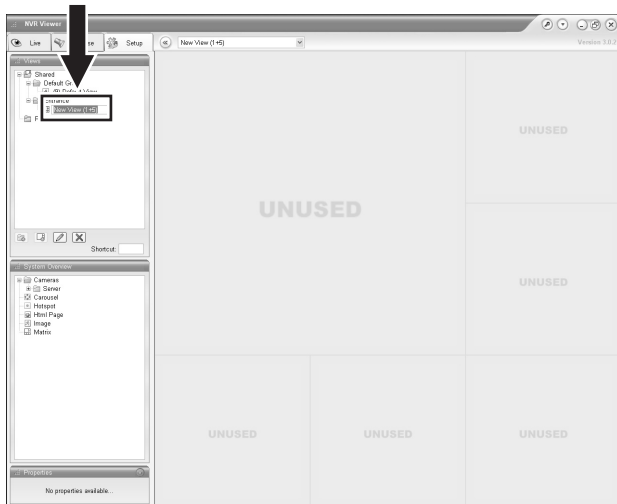 NVR Viewer
Live
Setup
New View (1+5)
Version 3.0.2
Views
Shared
Default
Default View
Entrance
New View (1+5)
Shortcut:
System Overview
Cameras
Server
Carousel
Hotspot
Html Page
Image
Matrix
Properties
No properties available...
UNUSED
UNUSED
UNUSED
UNUSED
UNUSED
UNUSED